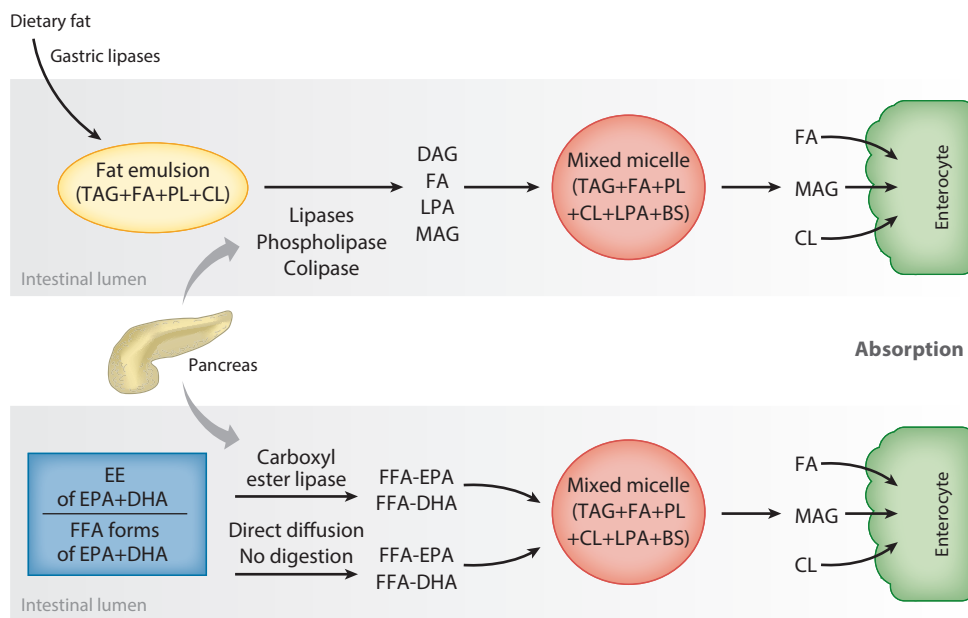 Dietary fat
Gastric lipases
Fat emulsion
(TAG+FA+PL+CL)
Lipases
Phospholipase
Colipase
DAG
FA
LPA
MAG
Mixed micelle
(TAG+FA+PL
+CL+LPA+BS)
FA
MAG
CL
Enterocyte
Intestinal lumen
Pancreas
Absorption
EE
of EPA+DHA
FFA forms
of EPA+DHA
Carboxyl
ester lipase
Direct diffusion
No digestion
FFA-EPA
FFA-DHA
FFA-EPA
FFA-DHA
Mixed micelle
(TAG+FA+PL
+CL+LPA+BS)
FA
MAG
CL
Enterocyte
Intestinal lumen